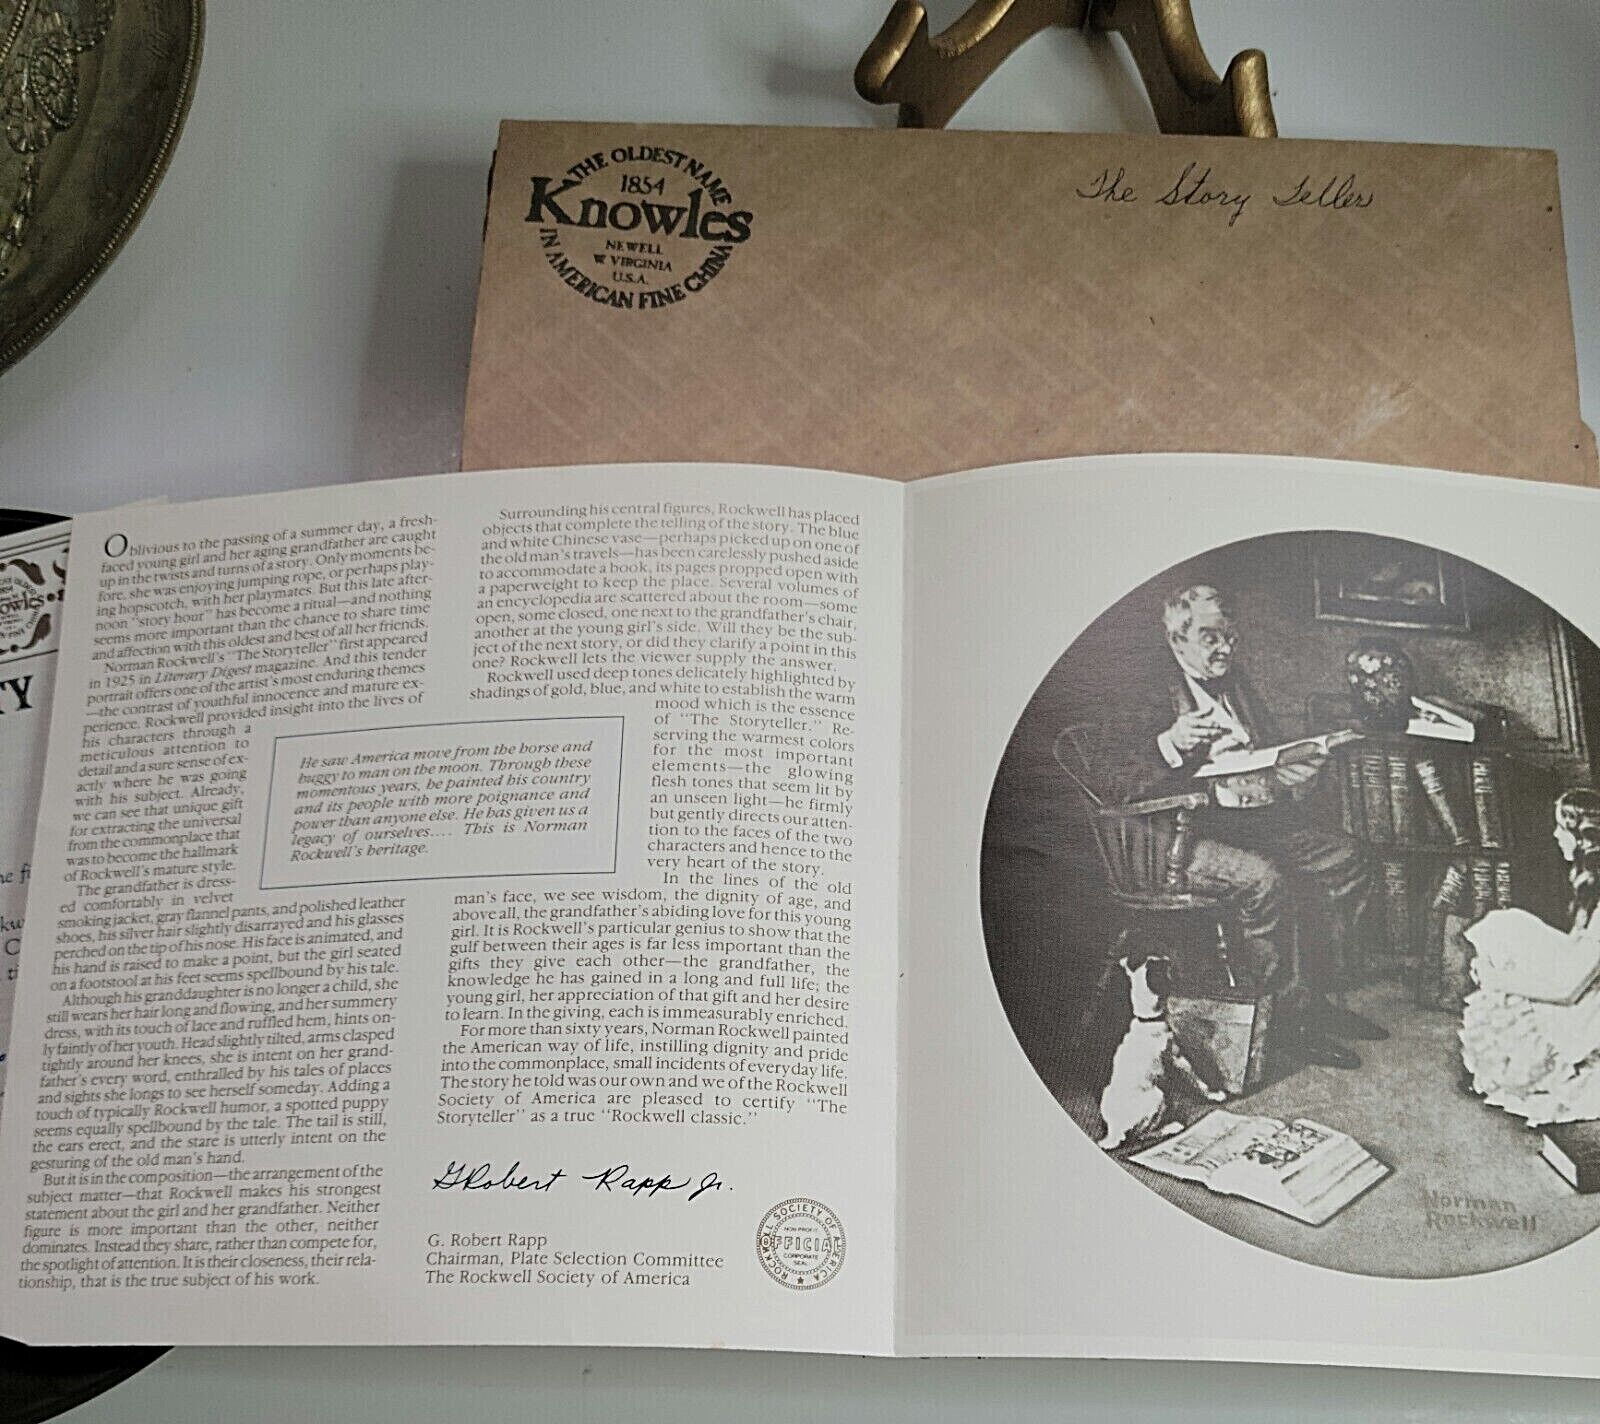 THE OLDEST NAME
1854
Knowles
NEWELL
W. VIRGINIA
U.S.A.
IN AMERICAN FINE CHINA
The Story Teller
Oblivious to the passing of a summer day, a fresh-
faced young girl and her aging grandfather are caught
up in the twists and turns of a story. Only moments be-
fore, she was enjoying jumping rope, or perhaps play-
ing hopscotch, with her playmates. But this late after-
noon "story hour" has become a ritual—and nothing
seems more important than the chance to share time
and affection with this oldest and best of all her friends.
Norman Rockwell's "The Storyteller" first appeared
in 1925 in Literary Digest magazine. And this tender
portrait offers one of the artist's most enduring themes
—the contrast of youthful innocence and mature ex-
perience. Rockwell provided insight into the lives of
his characters through a
meticulous attention to
detail and a sure sense of ex-
actly where he was going
with his subject. Already,
we can see that unique gift
for extracting the universal
from the commonplace that
was to become the hallmark
of Rockwell's mature style.
The grandfather is dress-
ed comfortably in velvet
smoking jacket, gray flannel pants, and polished leather
shoes, his silver hair slightly disarrayed and his glasses
perched on the tip of his nose. His face is animated, and
his hand is raised to make a point, but the girl seated
on a footstool at his feet seems spellbound by his tale.
Although his granddaughter is no longer a child, she
still wears her hair long and flowing, and her summery
dress, with its touch of lace and ruffled hem, hints on-
ly faintly of her youth. Head slightly tilted, arms clasped
tightly around her knees, she is intent on her grand-
father's every word, enthralled by his tales of places
and sights she longs to see herself someday. Adding a
touch of typically Rockwell humor, a spotted puppy
seems equally spellbound by the tale. The tail is still,
the ears erect, and the stare is utterly intent on the
gesturing of the old man's hand.
But it is in the composition—the arrangement of the
subject matter—that Rockwell makes his strongest
statement about the girl and her grandfather. Neither
figure is more important than the other, neither
dominates. Instead they share, rather than compete for,
the spotlight of attention. It is their closeness, their rela-
tionship, that is the true subject of his work.
He saw America move from the horse and
buggy to man on the moon. Through these
momentous years, he painted his country
and its people with more poignance and
power than anyone else. He has given us a
legacy of ourselves.... This is Norman
Rockwell's heritage.
Surrounding his central figures, Rockwell has placed
objects that complete the telling of the story. The blue
and white Chinese vase—perhaps picked up on one of
the old man's travels—has been carelessly pushed aside
to accommodate a book, its pages propped open with
a paperweight to keep the place. Several volumes of
an encyclopedia are scattered about the room—some
open, some closed, one next to the grandfather's chair,
another at the young girl's side. Will they be the sub-
ject of the next story, or did they clarify a point in this
one? Rockwell lets the viewer supply the answer.
Rockwell used deep tones delicately highlighted by
shadings of gold, blue, and white to establish the warm
mood which is the essence
of "The Storyteller." Re-
serving the warmest colors
for the most important
elements—the glowing
flesh tones that seem lit by
an unseen light—he firmly
but gently directs our atten-
tion to the faces of the two
characters and hence to the
very heart of the story.
In the lines of the old
man's face, we see wisdom, the dignity of age, and
above all, the grandfather's abiding love for this young
girl. It is Rockwell's particular genius to show that the
gulf between their ages is far less important than the
gifts they give each other—the grandfather, the
knowledge he has gained in a long and full life; the
young girl, her appreciation of that gift and her desire
to learn. In the giving, each is immeasurably enriched.
For more than sixty years, Norman Rockwell painted
the American way of life, instilling dignity and pride
into the commonplace, small incidents of everyday life.
The story he told was our own and we of the Rockwell
Society of America are pleased to certify "The
Storyteller" as a true "Rockwell classic."
G Robert Rapp Jr.
G. Robert Rapp
Chairman, Plate Selection Committee
The Rockwell Society of America
ROCKWELL SOCIETY OF AMERICA
NON PROFIT
OFFICIAL
CORPORATE
SEAL
Norman
Rockwell